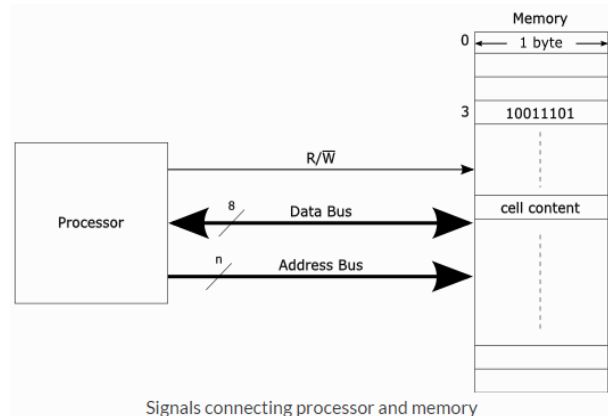 Memory
0
1 byte
3
10011101
R/W̅
8
Data Bus
cell content
Processor
n
Address Bus
Signals connecting processor and memory